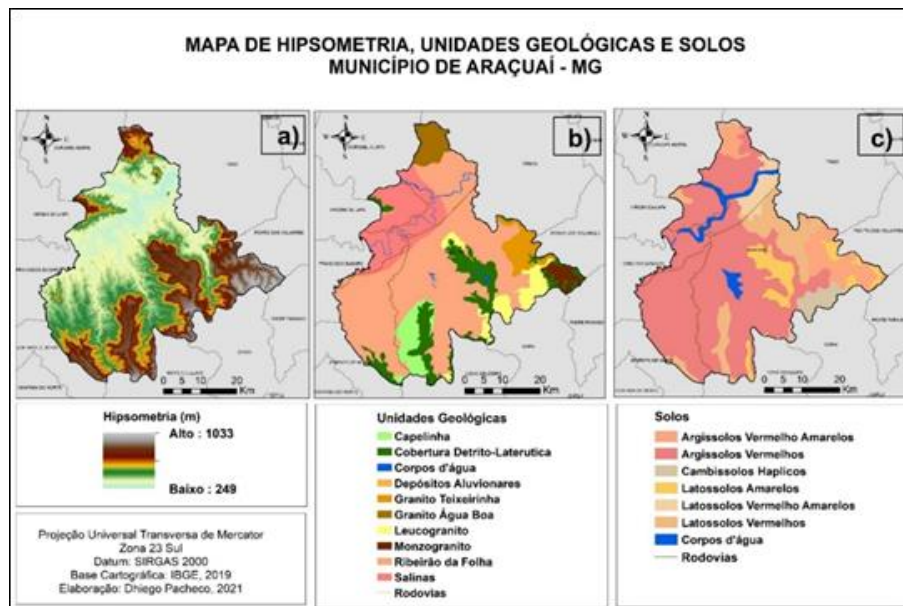 MAPA DE HIPSOMETRIA, UNIDADES GEOLÓGICAS E SOLOS
MUNICÍPIO DE ARAÇUAÍ - MG
a)
b)
c)
N
W
E
S
N
W
E
S
N
W
E
S
0 5 10 20
Km
0 5 10 20
Km
0 5 10 20
Km
Hipsometria (m)
Alto : 1033
Baixo : 249
Projeção Universal Transversa de Mercator
Zona 23 Sul
Datum: SIRGAS 2000
Base Cartográfica: IBGE, 2019
Elaboração: Dhiego Pacheco, 2021
Unidades Geológicas
Capelinha
Cobertura Detrito-Laterutica
Corpos d'água
Depósitos Aluvionares
Granito Teixeirinha
Granito Água Boa
Leucogranito
Monzogranito
Ribeirão da Folha
Salinas
Rodovias
Solos
Argissolos Vermelho Amarelos
Argissolos Vermelhos
Cambissolos Haplicos
Latossolos Amarelos
Latossolos Vermelho Amarelos
Latossolos Vermelhos
Corpos d'água
Rodovias